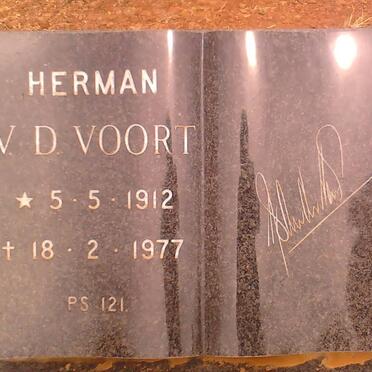 HERMAN
V. D. VOORT
★ 5 · 5 · 1912
† 18 · 2 · 1977
PS 121.